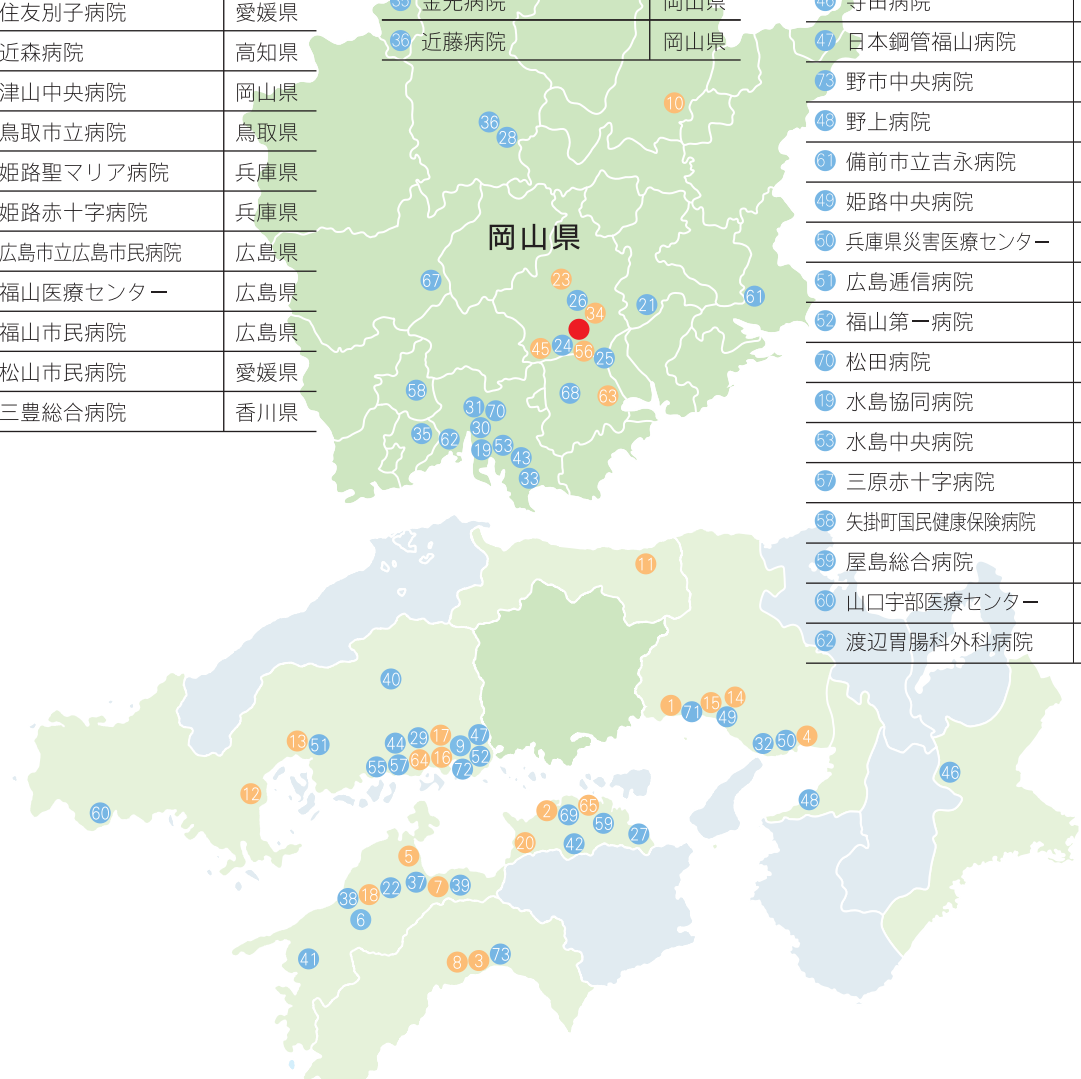 住友別子病院 愛媛県
近森病院 高知県
津山中央病院 岡山県
鳥取市立病院 鳥取県
姫路聖マリア病院 兵庫県
姫路赤十字病院 兵庫県
広島市立広島市民病院 広島県
福山医療センター 広島県
福山市民病院 広島県
松山市民病院 愛媛県
三豊総合病院 香川県
35 金光病院 岡山県
36 近藤病院 岡山県
46 寺田病院
47 日本鋼管福山病院
73 野市中央病院
48 野上病院
61 備前市立吉永病院
49 姫路中央病院
50 兵庫県災害医療センター
51 広島逓信病院
52 福山第一病院
70 松田病院
19 水島協同病院
53 水島中央病院
57 三原赤十字病院
58 矢掛町国民健康保険病院
59 屋島総合病院
60 山口宇部医療センター
62 渡辺胃腸科外科病院
10
36
28
岡山県
67
23
26
34
21
61
45
24
56
25
58
68
63
31
70
30
35
62
19
53
43
33
11
40
1
71
15
14
49
13
51
44
29
17
9
47
32
50
4
55
57
64
16
72
52
46
12
60
48
2
69
65
59
27
20
42
5
38
18
22
37
7
39
6
41
8
3
73